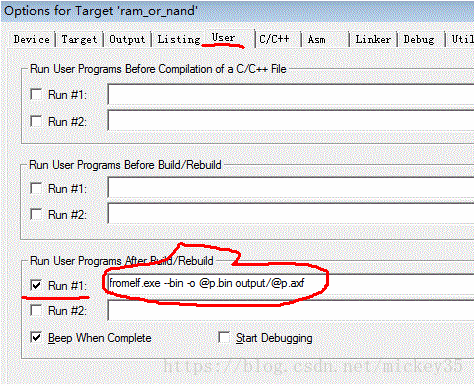 Options for Target 'ram_or_nand'
Device Target Output Listing User C/C++ Asm Linker Debug Util
Run User Programs Before Compilation of a C/C++ File
Run #1:
Run #2:
Run User Programs Before Build/Rebuild
Run #1:
Run #2:
Run User Programs After Build/Rebuild
Run #1: fromelf.exe --bin -o @p.bin output/@p.axf
Run #2:
Beep When Complete Start Debugging
https://blog.csdn.net/mickey35